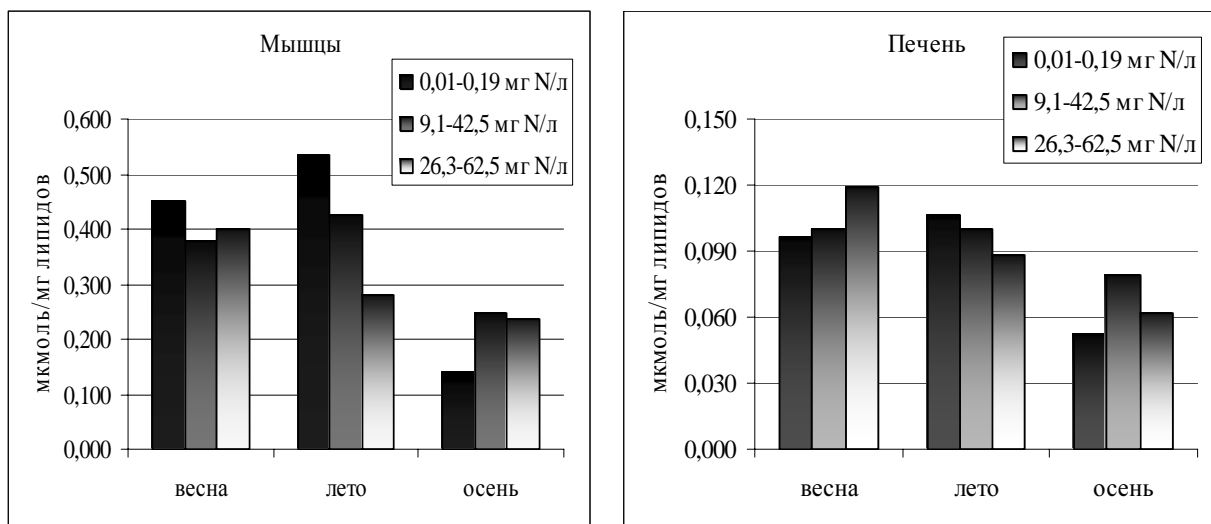 Мышцы
0,01-0,19 мг N/л
9,1-42,5 мг N/л
26,3-62,5 мг N/л
мкмоль/мг липидов
0,600
0,500
0,400
0,300
0,200
0,100
0,000
весна
лето
осень
Печень
0,01-0,19 мг N/л
9,1-42,5 мг N/л
26,3-62,5 мг N/л
мкмоль/мг липидов
0,150
0,120
0,090
0,060
0,030
0,000
весна
лето
осень